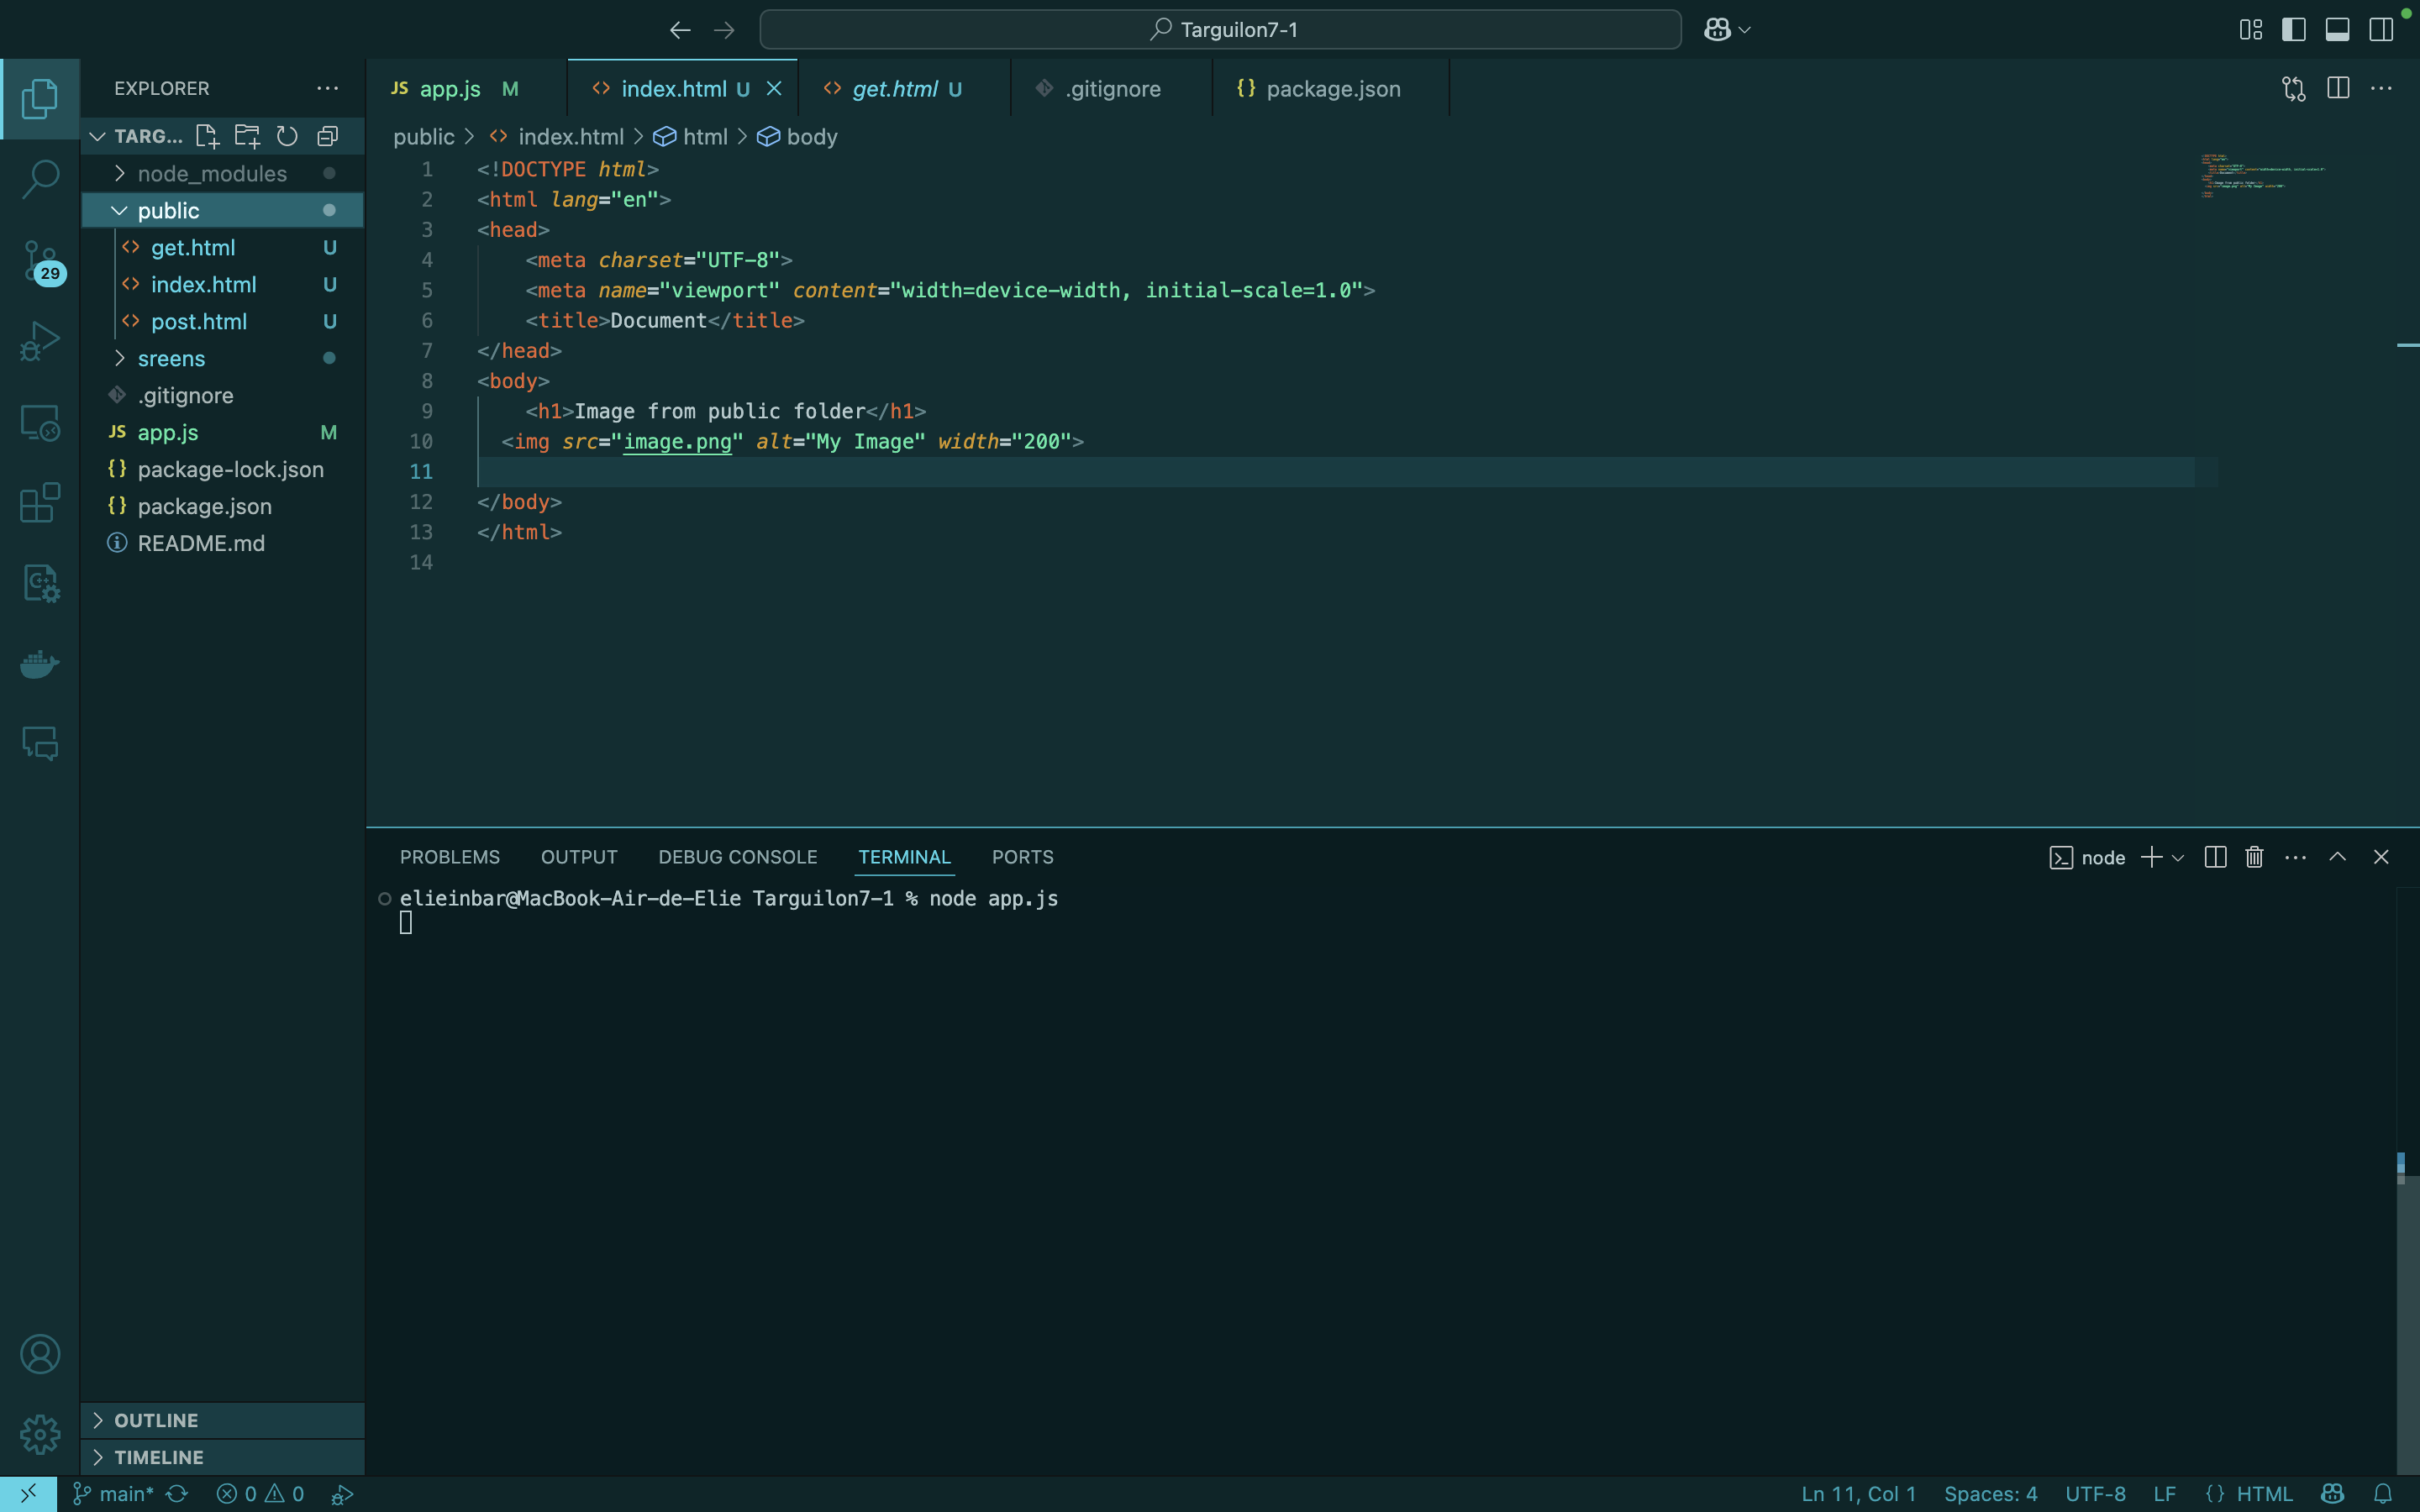 Targuilon7-1
EXPLORER
JS app.js M
index.html U
get.html U
.gitignore
{} package.json
TARG...
public > index.html > html > body
node_modules
public
get.html U
index.html U
post.html U
sreens
.gitignore
JS app.js M
{} package-lock.json
{} package.json
README.md
29
1 <!DOCTYPE html>
2 <html lang="en">
3 <head>
4 <meta charset="UTF-8">
5 <meta name="viewport" content="width=device-width, initial-scale=1.0">
6 <title>Document</title>
7 </head>
8 <body>
9 <h1>Image from public folder</h1>
10 <img src="image.png" alt="My Image" width="200">
11
12 </body>
13 </html>
14
PROBLEMS OUTPUT DEBUG CONSOLE TERMINAL PORTS
node
elieinbar@MacBook-Air-de-Elie Targuilon7-1 % node app.js
OUTLINE
TIMELINE
main* 0 0
Ln 11, Col 1 Spaces: 4 UTF-8 LF {} HTML